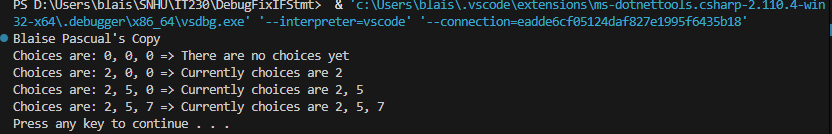 PS D:\Users\blais\SNHU\IT230\DebugFixIFStmt>  & 'c:\Users\blais\.vscode\extensions\ms-dotnettools.csharp-2.110.4-win
32-x64\.debugger\x86_64\vsdbg.exe' '--interpreter=vscode' '--connection=eadde6cf05124daf827e1995f6435b18'
Blaise Pascual's Copy
Choices are: 0, 0, 0 => There are no choices yet
Choices are: 2, 0, 0 => Currently choices are 2
Choices are: 2, 5, 0 => Currently choices are 2, 5
Choices are: 2, 5, 7 => Currently choices are 2, 5, 7
Press any key to continue . . .